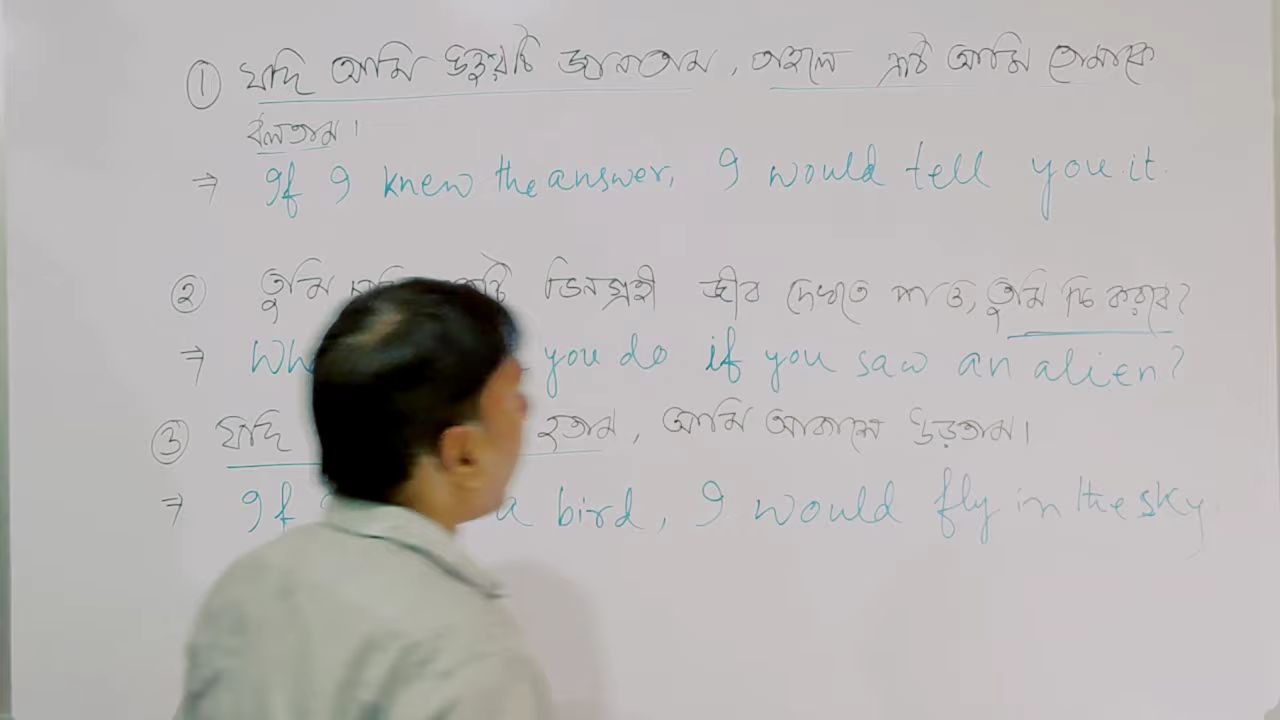 ① যদি আমি উত্তরটি জানতাম, তাহলে এটি আমি তোমাকে
বলতাম।
⇒ If I knew the answer, I would tell you it.
② তুমি ভিনগ্রহী জীব দেখতে পাও, তুমি কি করবে?
⇒ you do if you saw an alien?
③ যদি হতাম, আমি আকাশে উড়তাম।
⇒ If a bird, I would fly in the sky.